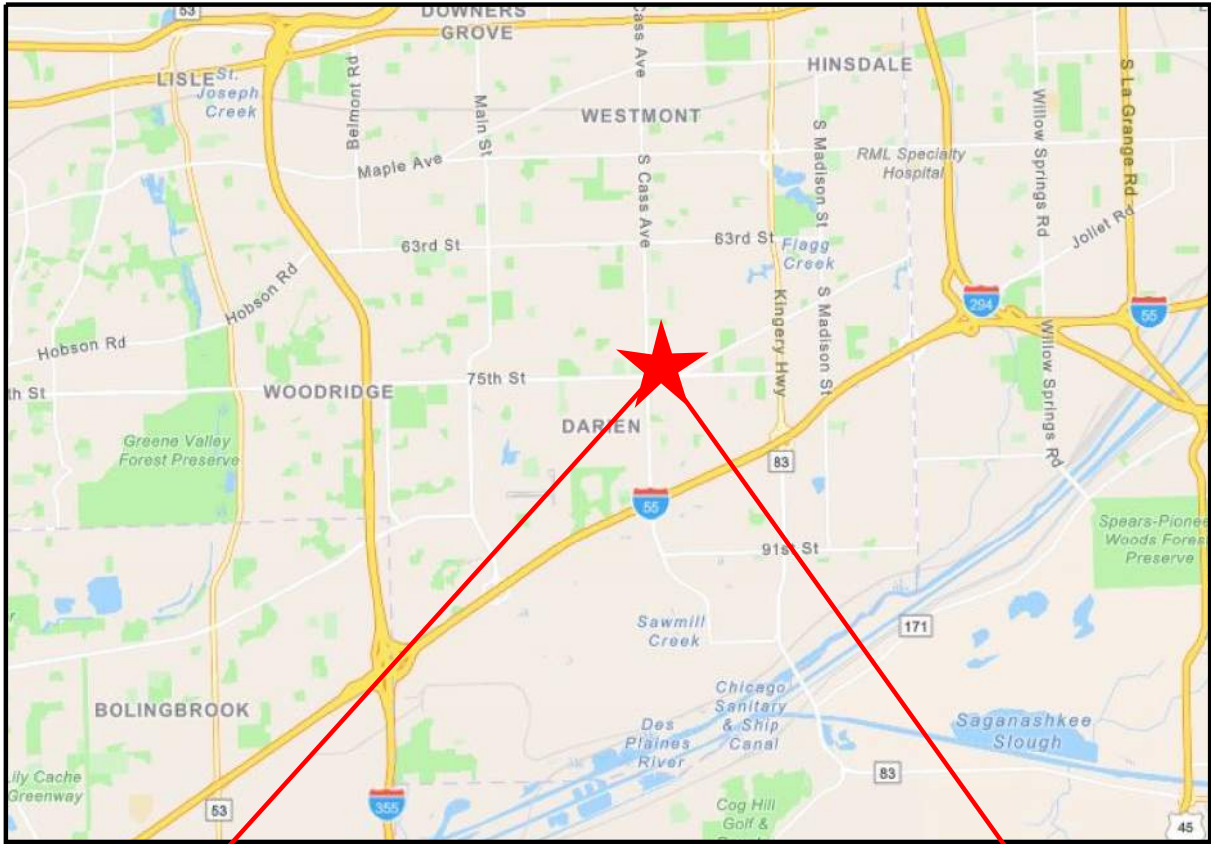 53
DOWNERS
GROVE
Cass Ave
LISLE
St.
Joseph
Creek
Belmont Rd
Main St
HINSDALE
WESTMONT
Willow Springs Rd
S La Grange Rd
S Madison St
RML Specialty
Hospital
Maple Ave
S Cass Ave
63rd St
63rd St
Flagg
Creek
Joliet Rd
Hobson Rd
Hobson Rd
Kingery Hwy
S Madison St
294
55
Willow Springs Rd
th St
WOODRIDGE
75th St
DARIEN
Greene Valley
Forest Preserve
83
55
91st St
Spears-Pionee
Woods Forest
Preserve
Sawmill
Creek
171
BOLINGBROOK
Chicago
Sanitary
& Ship
Canal
Des
Plaines
River
Saganashkee
Slough
Lily Cache
Greenway
53
355
83
Cog Hill
Golf &
45